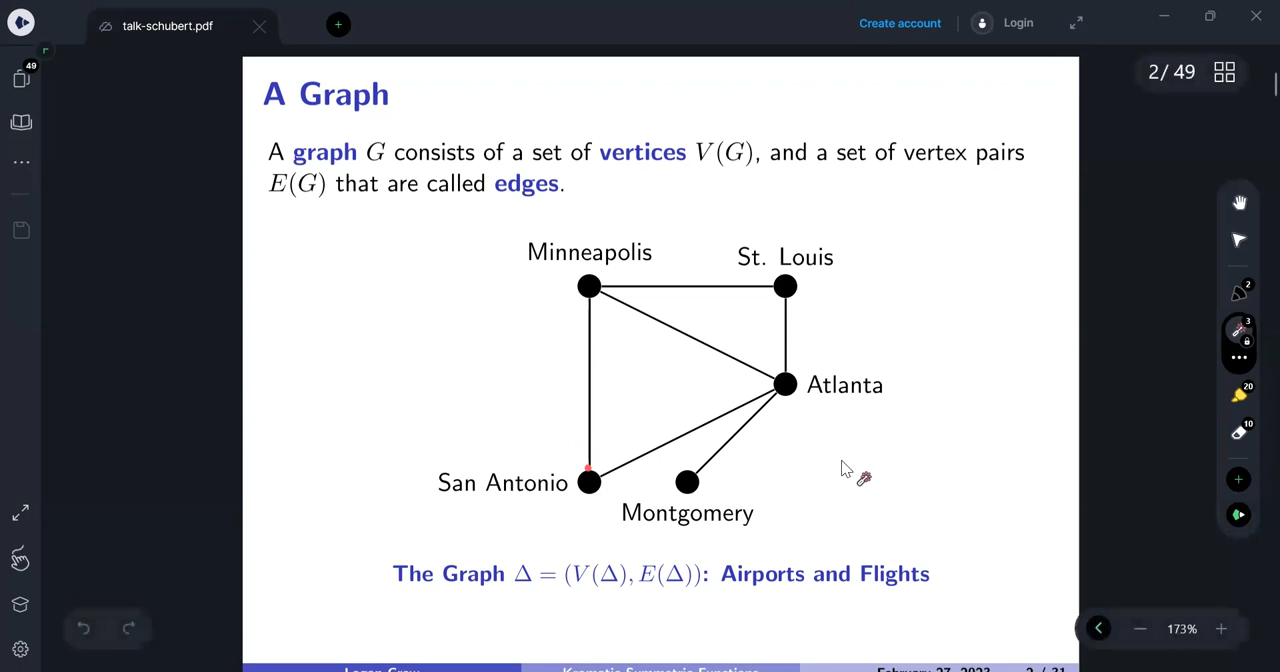 talk-schubert.pdf
Create account
Login
49
2/ 49
A Graph
A graph G consists of a set of vertices V(G), and a set of vertex pairs
E(G) that are called edges.
Minneapolis
St. Louis
Atlanta
San Antonio
Montgomery
The Graph Δ = (V(Δ), E(Δ)): Airports and Flights
2
3
20
10
173%